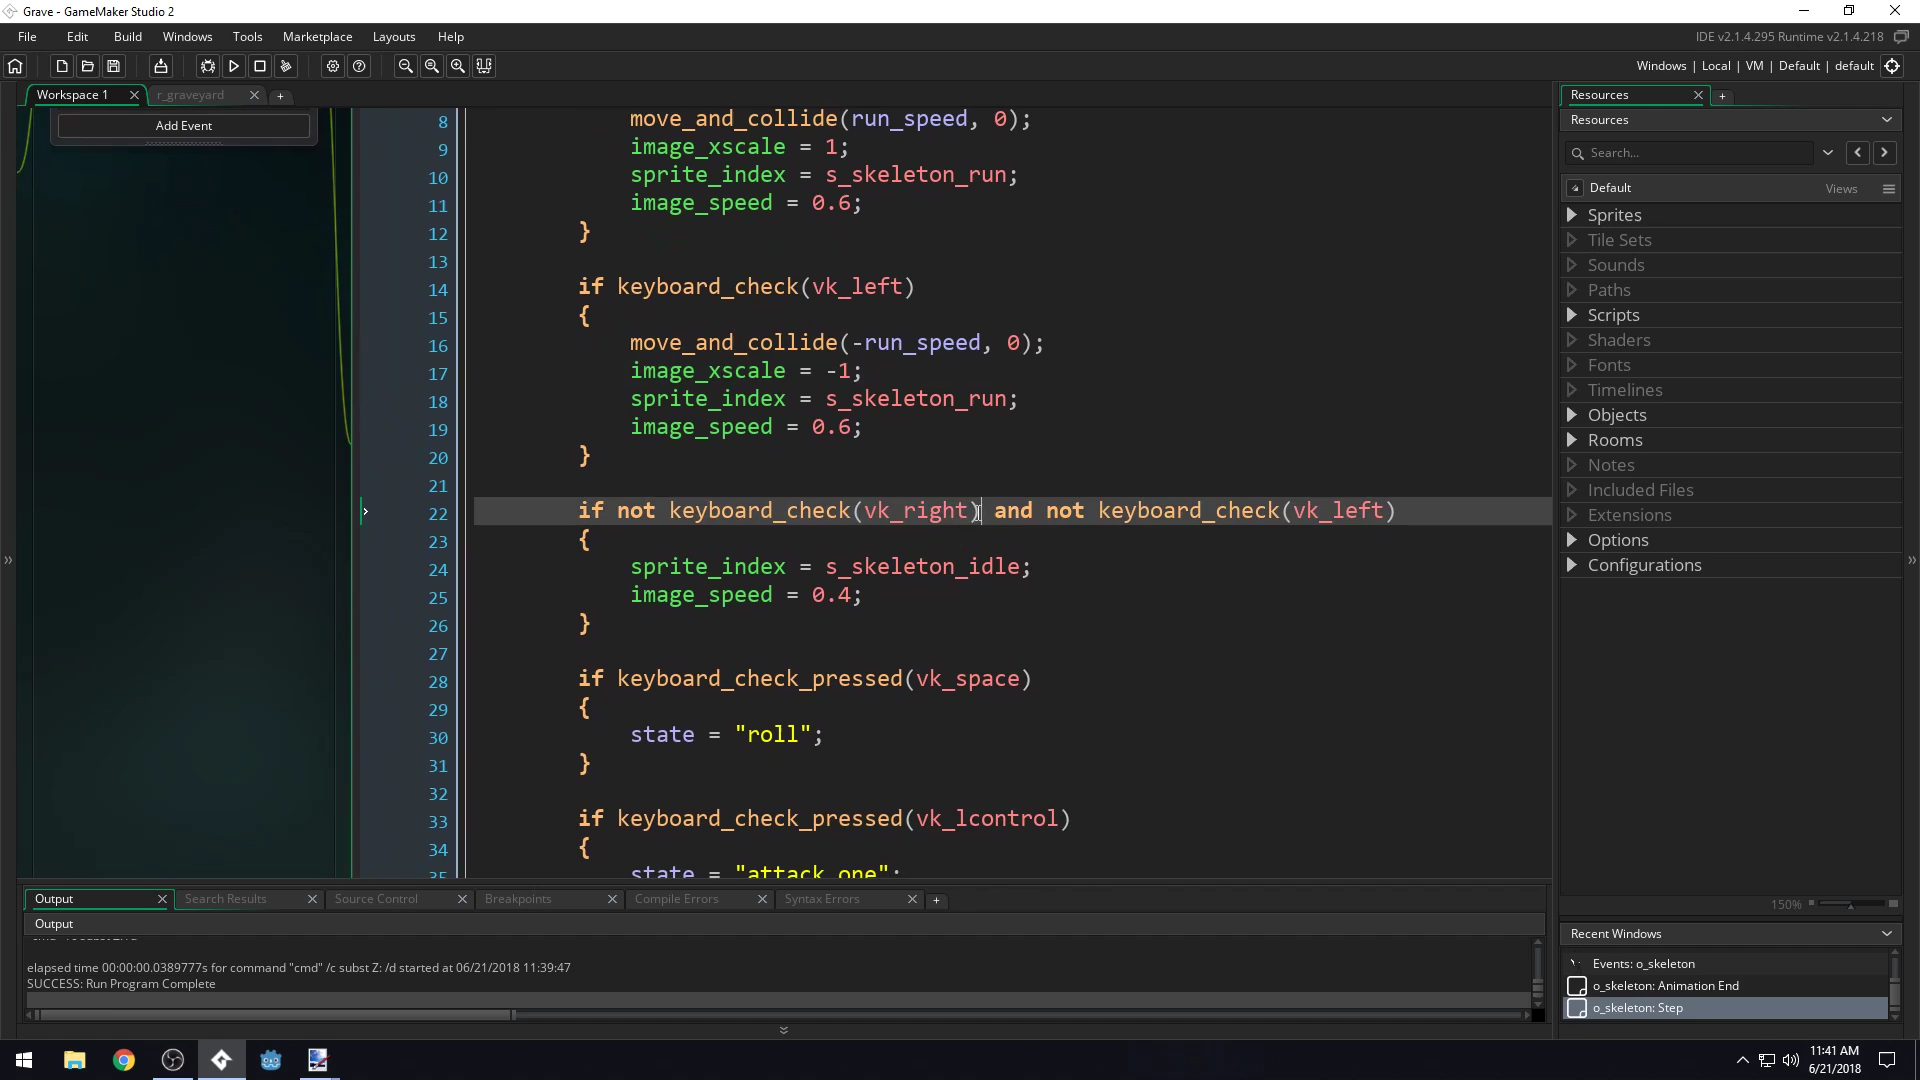 Grave - GameMaker Studio 2
File Edit Build Windows Tools Marketplace Layouts Help
IDE v2.1.4.295 Runtime v2.1.4.218
Windows | Local | VM | Default | default
Workspace 1
r_graveyard
Add Event
8 move_and_collide(run_speed, 0);
9 image_xscale = 1;
10 sprite_index = s_skeleton_run;
11 image_speed = 0.6;
12 }
13
14 if keyboard_check(vk_left)
15 {
16 move_and_collide(-run_speed, 0);
17 image_xscale = -1;
18 sprite_index = s_skeleton_run;
19 image_speed = 0.6;
20 }
21
22 if not keyboard_check(vk_right) and not keyboard_check(vk_left)
23 {
24 sprite_index = s_skeleton_idle;
25 image_speed = 0.4;
26 }
27
28 if keyboard_check_pressed(vk_space)
29 {
30 state = "roll";
31 }
32
33 if keyboard_check_pressed(vk_lcontrol)
34 {
35 state = "attack_one";
Resources
Resources
Search...
Default Views
Sprites
Tile Sets
Sounds
Paths
Scripts
Shaders
Fonts
Timelines
Objects
Rooms
Notes
Included Files
Extensions
Options
Configurations
150%
Recent Windows
Events: o_skeleton
o_skeleton: Animation End
o_skeleton: Step
Output Search Results Source Control Breakpoints Compile Errors Syntax Errors
Output
elapsed time 00:00:00.0389777s for command "cmd" /c subst Z: /d started at 06/21/2018 11:39:47
SUCCESS: Run Program Complete
11:41 AM
6/21/2018